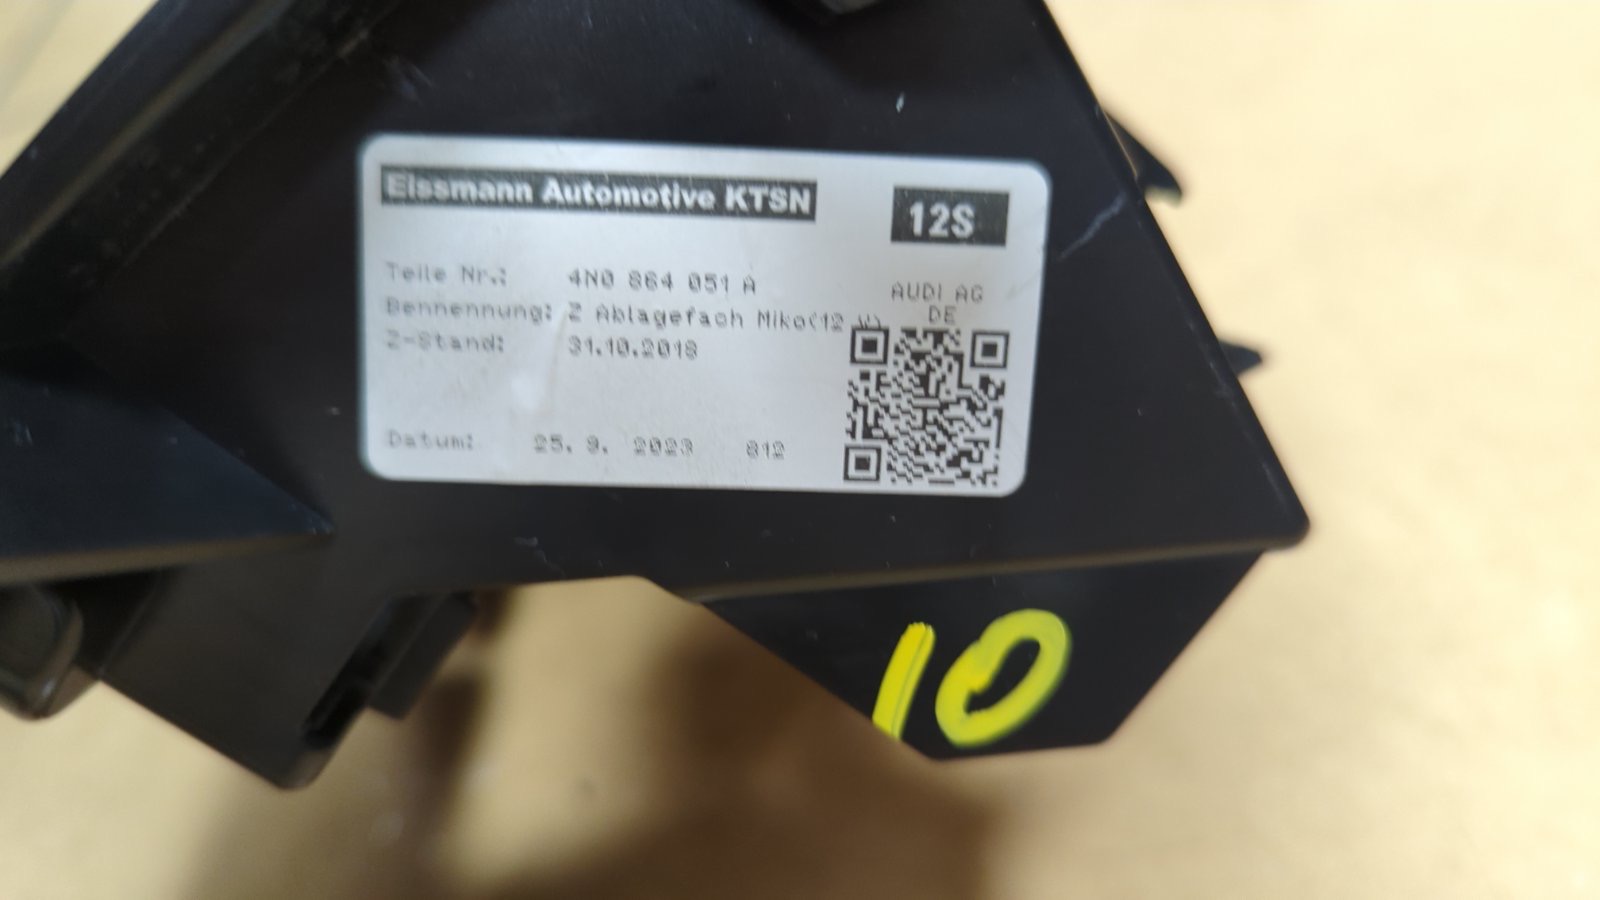 Eissmann Automotive KTSN
12S
Teile Nr.: 4N0 864 051 A
AUDI AG
Bennennung: Z Ablagefach Miko(12 V)
DE
Z-Stand: 31.10.2018
Datum: 25. 9. 2023 812
10